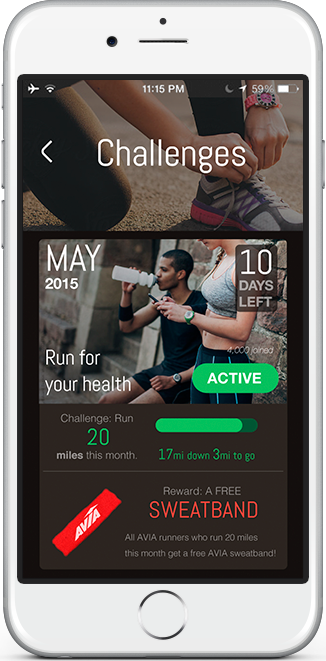 11:15 PM 59%
Challenges
MAY
2015
10
DAYS
LEFT
Run for
your health
4,000 joined
ACTIVE
Challenge: Run
20
miles this month.
17mi down 3mi to go
Reward: A FREE
SWEATBAND
AVIA
All AVIA runners who run 20 miles
this month get a free AVIA sweatband!